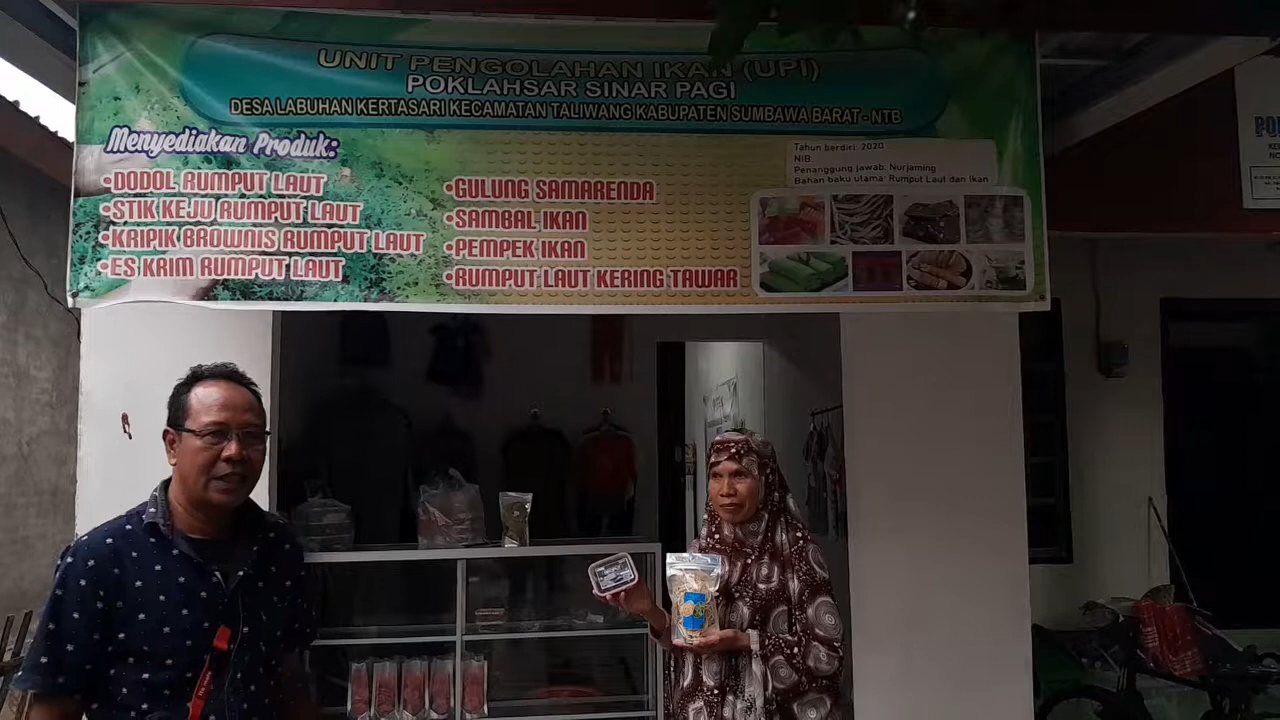 UNIT PENGOLAHAN IKAN (UPI)
POKLAHSAR SINAR PAGI
DESA LABUHAN KERTASARI KECAMATAN TALIWANG KABUPATEN SUMBAWA BARAT - NTB
Menyediakan Produk:
•DODOL RUMPUT LAUT
•STIK KEJU RUMPUT LAUT
•KRIPIK BROWNIS RUMPUT LAUT
•ES KRIM RUMPUT LAUT
•GULUNG SAMARENDA
•SAMBAL IKAN
•PEMPEK IKAN
•RUMPUT LAUT KERING TAWAR
Tahun berdiri: 2020
NIB:
Penanggung jawab: Nurjaming
Bahan baku utama: Rumput Laut dan Ikan